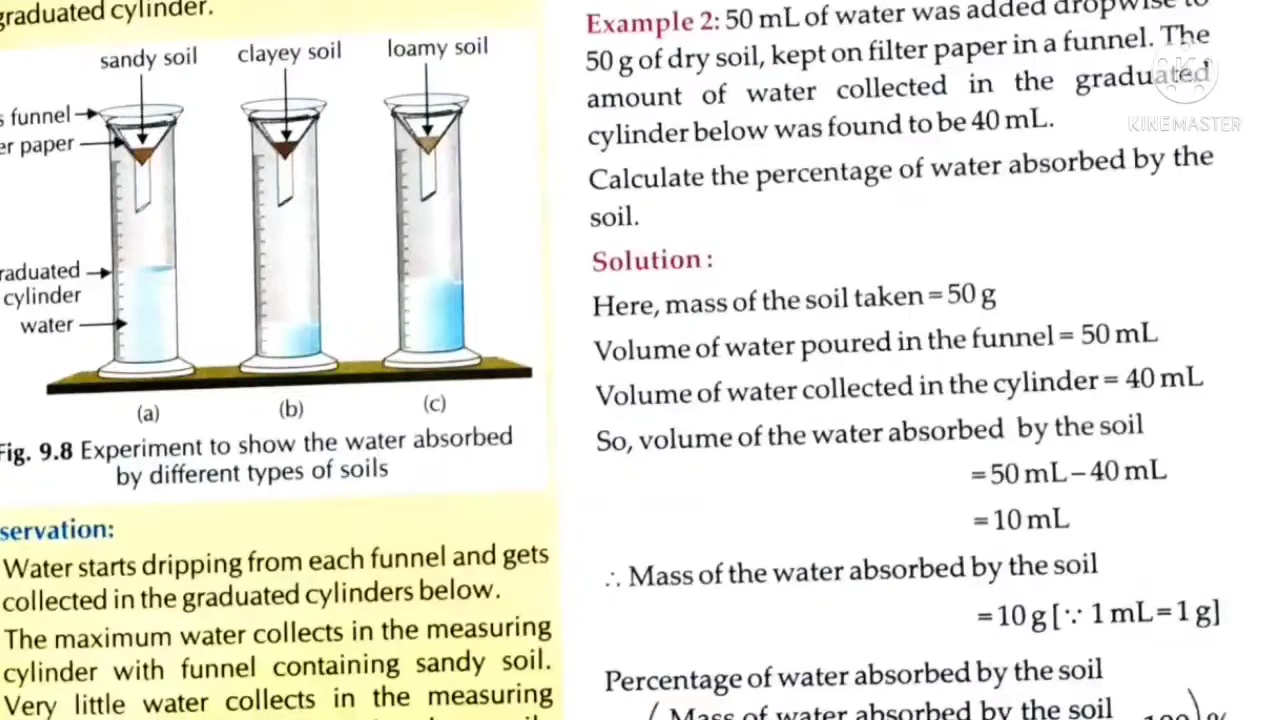 graduated cylinder.
sandy soil
clayey soil
loamy soil
funnel
paper
cylinder
water
(a)
(b)
(c)
Fig. 9.8 Experiment to show the water absorbed
by different types of soils
servation:
Water starts dripping from each funnel and gets
collected in the graduated cylinders below.
The maximum water collects in the measuring
cylinder with funnel containing sandy soil.
Very little water collects in the measuring
Example 2: 50 mL of water was added dropwise to
50 g of dry soil, kept on filter paper in a funnel. The
amount of water collected in the graduated
cylinder below was found to be 40 mL.
Calculate the percentage of water absorbed by the
soil.
Solution :
Here, mass of the soil taken = 50 g
Volume of water poured in the funnel = 50 mL
Volume of water collected in the cylinder = 40 mL
So, volume of the water absorbed by the soil
= 50 mL – 40 mL
= 10 mL
∴ Mass of the water absorbed by the soil
= 10 g [∵ 1 mL = 1 g]
Percentage of water absorbed by the soil
( Mass of water absorbed by the soil
KINEMASTER